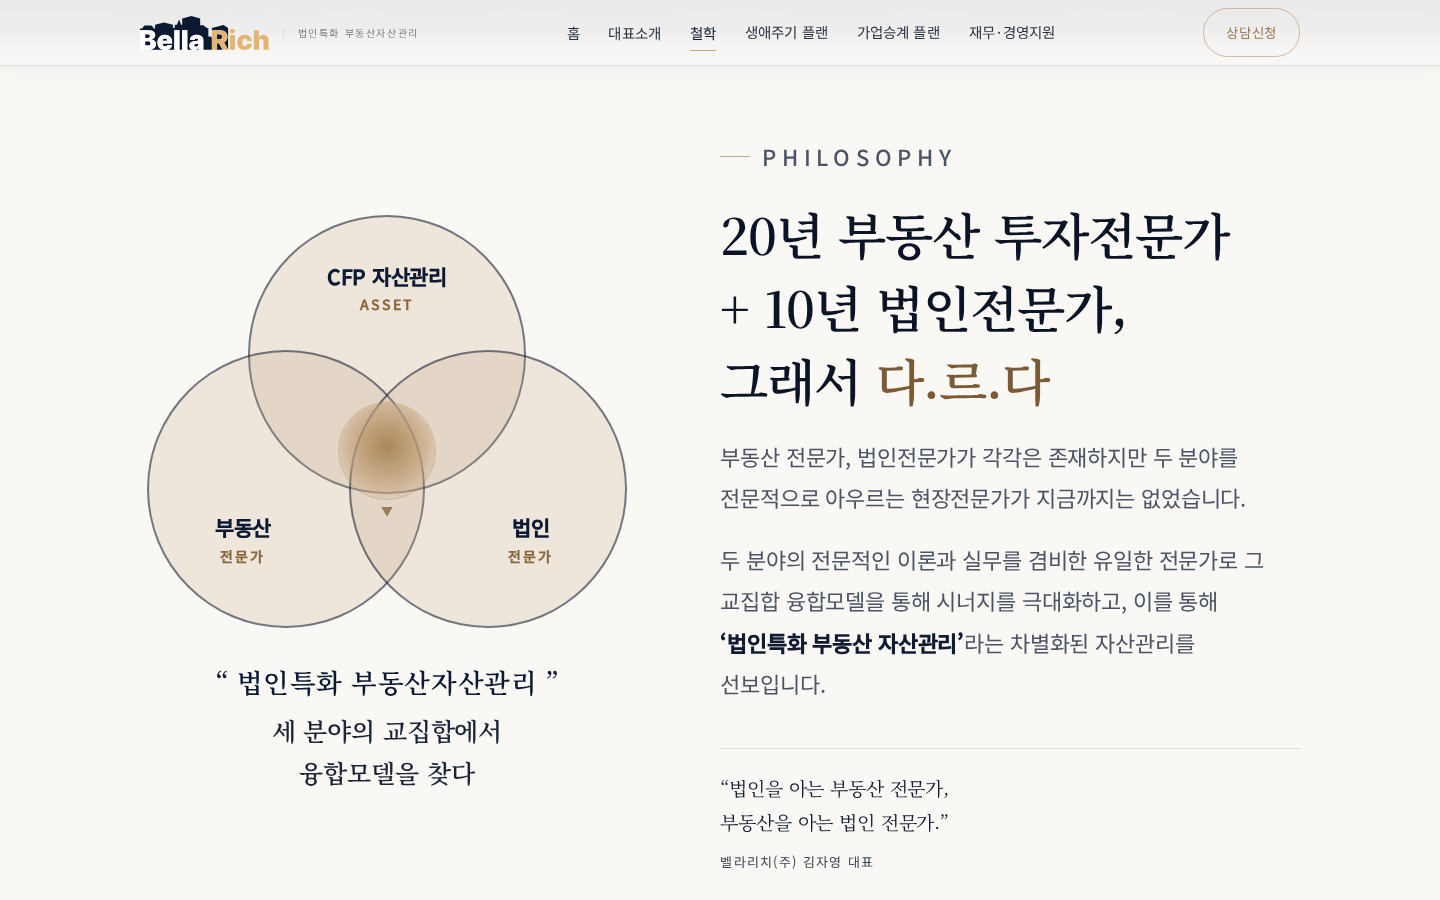 BellaRich
법인특화 부동산자산관리
홈
대표소개
철학
생애주기 플랜
가업승계 플랜
재무·경영지원
상담신청
CFP 자산관리
ASSET
부동산
전문가
법인
전문가
“ 법인특화 부동산자산관리 ”
세 분야의 교집합에서
융합모델을 찾다
PHILOSOPHY
20년 부동산 투자전문가
+ 10년 법인전문가,
그래서 다.르.다
부동산 전문가, 법인전문가가 각각은 존재하지만 두 분야를
전문적으로 아우르는 현장전문가가 지금까지는 없었습니다.
두 분야의 전문적인 이론과 실무를 겸비한 유일한 전문가로 그
교집합 융합모델을 통해 시너지를 극대화하고, 이를 통해
‘법인특화 부동산 자산관리’라는 차별화된 자산관리를
선보입니다.
“법인을 아는 부동산 전문가,
부동산을 아는 법인 전문가.”
벨라리치(주) 김자영 대표